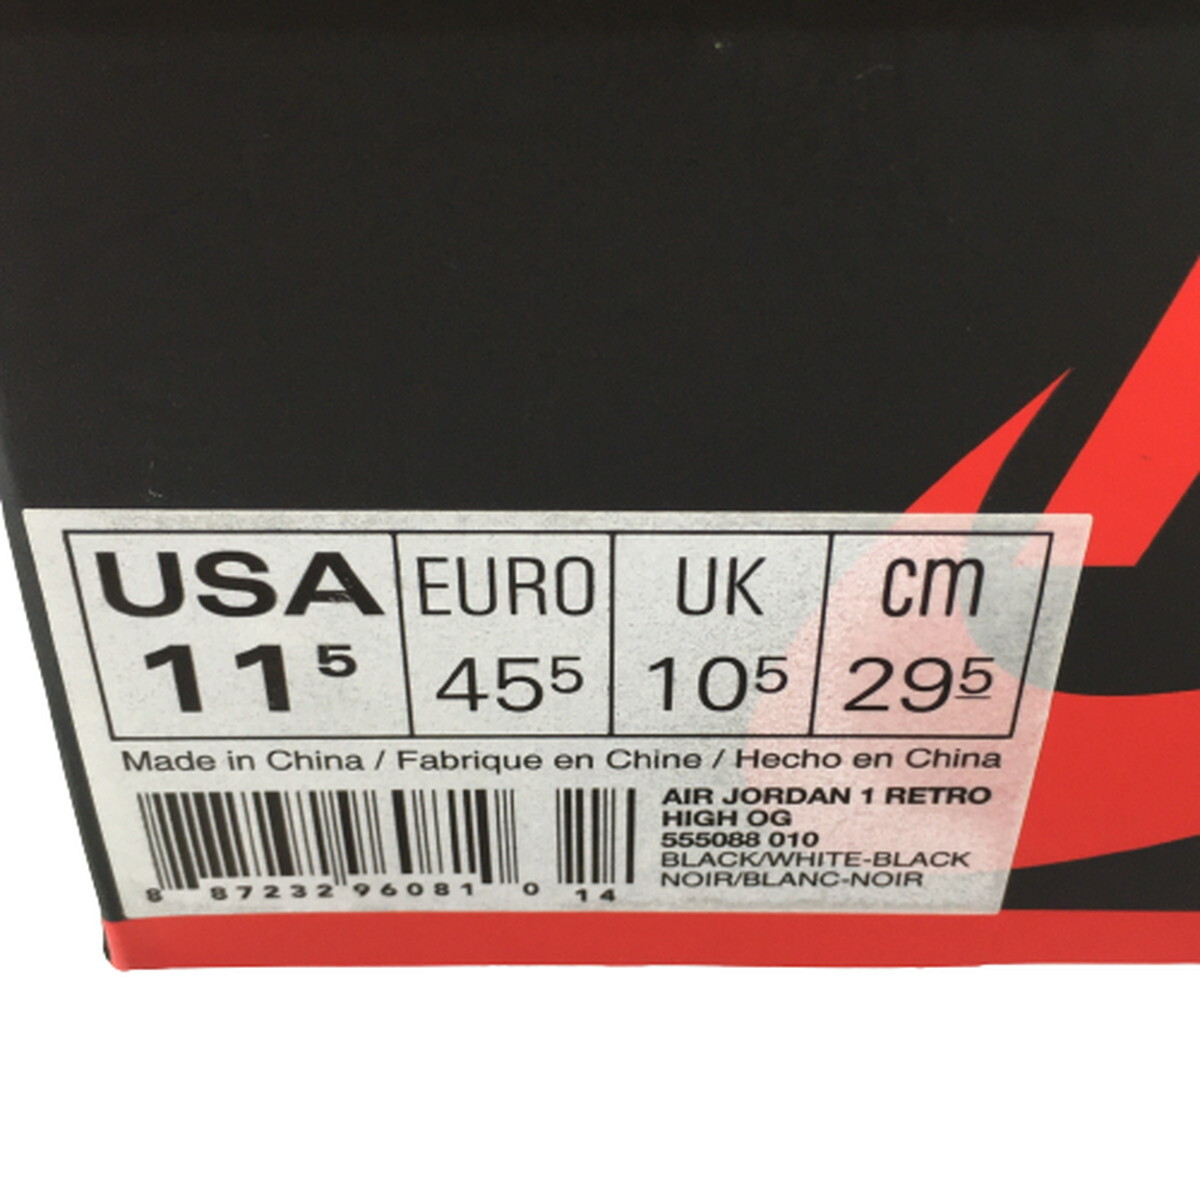 USA EURO UK cm
11⁵ 45⁵ 10⁵ 29⁵
Made in China / Fabrique en Chine / Hecho en China
AIR JORDAN 1 RETRO
HIGH OG
555088 010
BLACK/WHITE-BLACK
NOIR/BLANC-NOIR
8 87232 96081 0 14